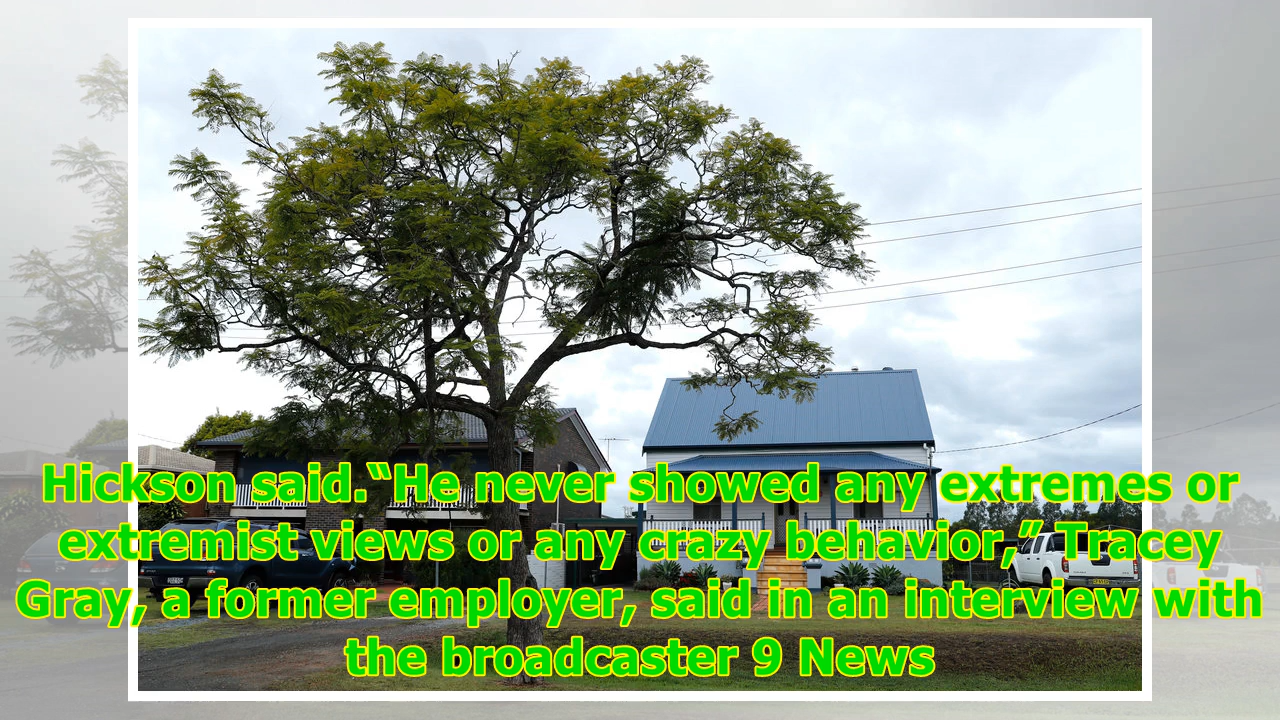 Hickson said.“He never showed any extremes or
extremist views or any crazy behavior,” Tracey
Gray, a former employer, said in an interview with
the broadcaster 9 News